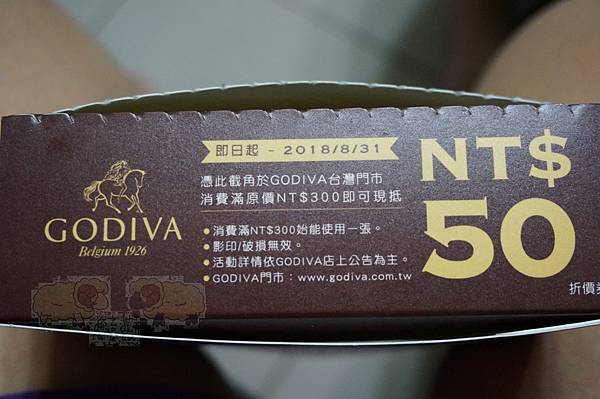 GODIVA
Belgium 1926
即日起 - 2018/8/31
憑此截角於GODIVA台灣門市
消費滿原價NT$300即可現抵
•消費滿NT$300始能使用一張。
•影印/破損無效。
•活動詳情依GODIVA店上公告為主。
•GODIVA門市：www.godiva.com.tw
NT$
50
折價券